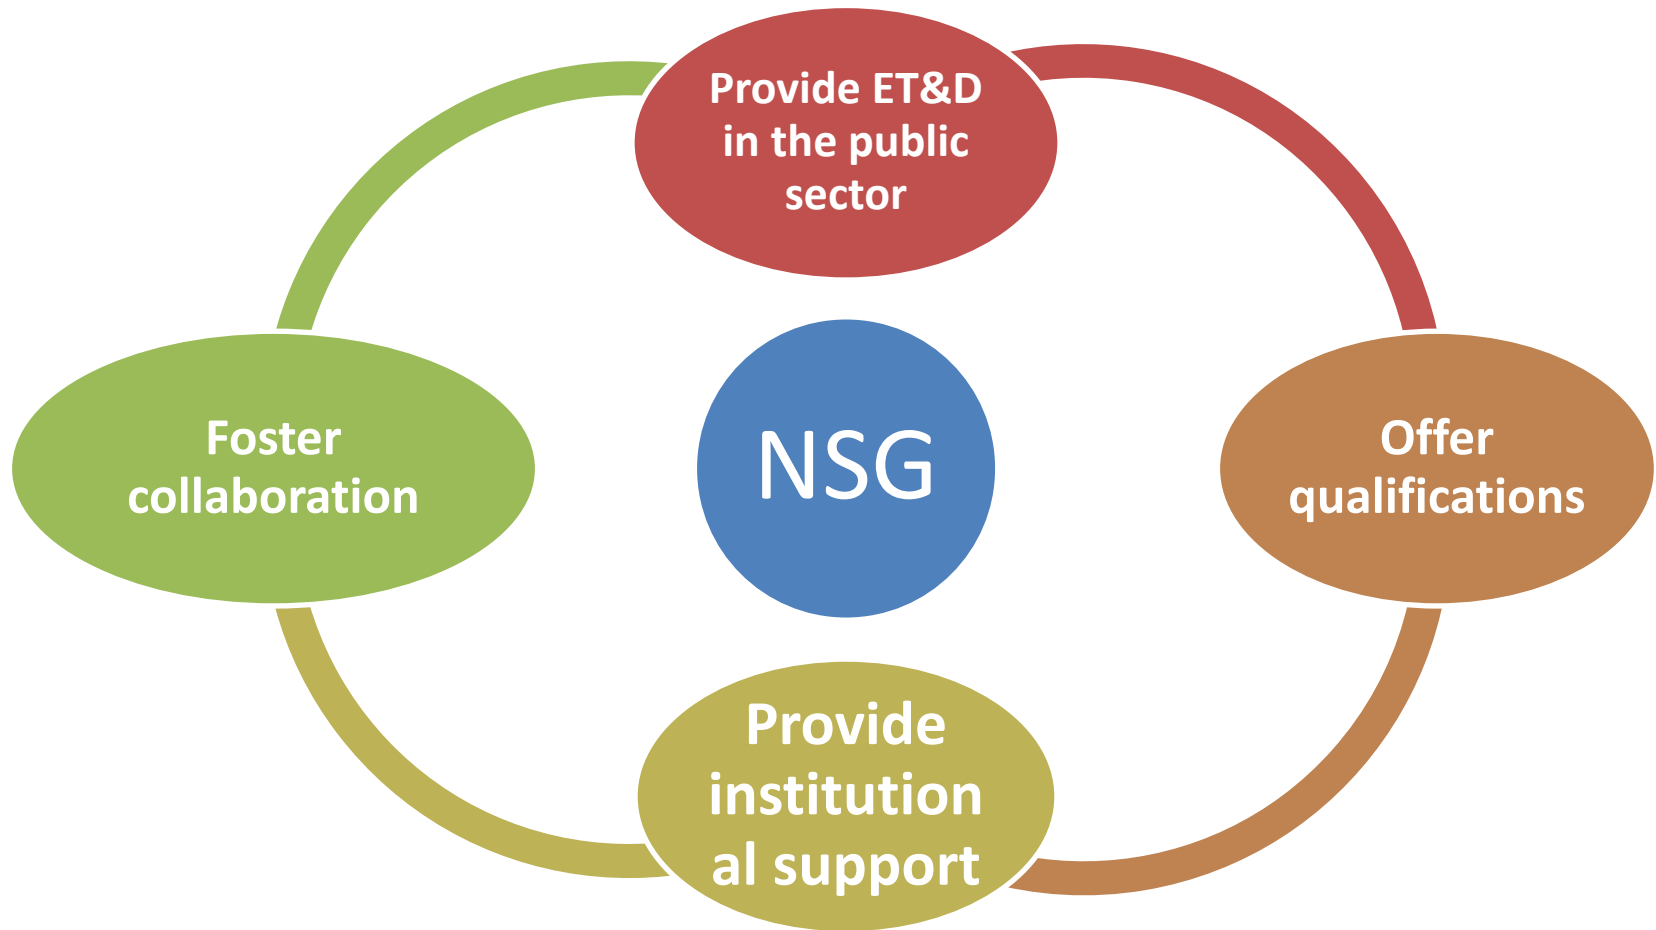 Provide ET&D
in the public
sector
Foster
collaboration
NSG
Offer
qualifications
Provide
institution
al support